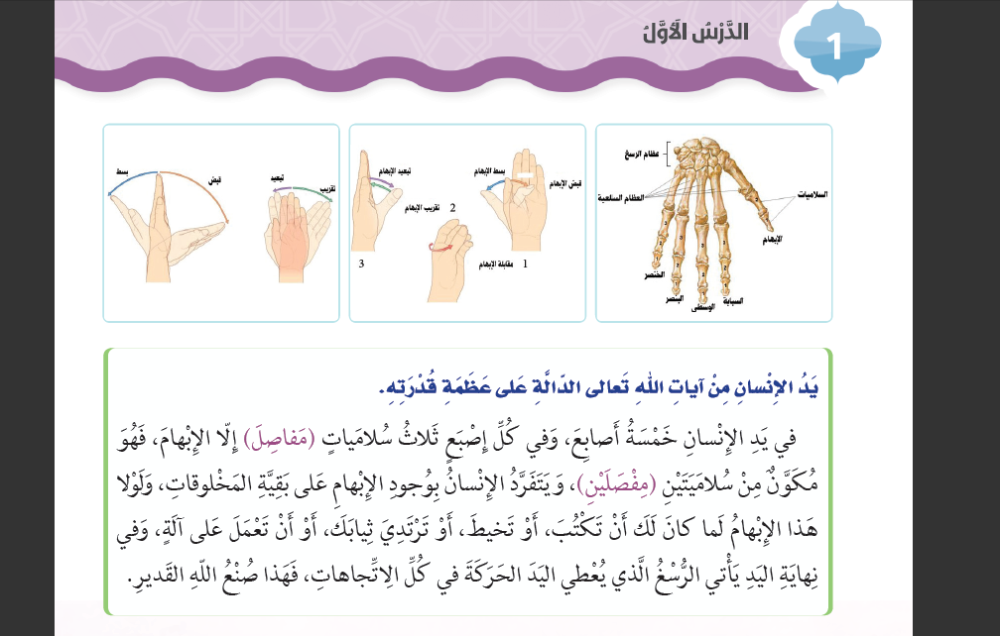 الدَّرْسُ الْأَوَّلُ
1
عظام الرسغ
العظام السلعية
السلاميات
الإبهام
الخنصر
البنصر
الوسطى
السبابة
تبعيد الإبهام
بسط الإبهام
قبض الإبهام
تقريب الإبهام 2
3
مقابلة الإبهام 1
بسط
قبض
تبعيد
تقريب
يَدُ الإِنْسانِ مِنْ آياتِ اللهِ تَعالى الدّالَّةِ عَلى عَظَمَةِ قُدْرَتِهِ.
في يَدِ الإِنْسانِ خَمْسَةُ أَصابِعَ، وَفي كُلِّ إِصْبَعٍ ثَلاثُ سُلامَياتٍ (مَفاصِلَ) إِلّا الإِبْهامَ، فَهُوَ
مُكَوَّنٌ مِنْ سُلامَيَتَيْنِ (مِفْصَلَيْنِ)، وَيَتَفَرَّدُ الإِنْسانُ بِوُجودِ الإِبْهامِ عَلى بَقِيَّةِ المَخْلوقاتِ، وَلَوْلا
هَذا الإِبْهامُ لَما كانَ لَكَ أَنْ تَكْتُبَ، أَوْ تَخيطَ، أَوْ تَرْتَدِيَ ثِيابَكَ، أَوْ أَنْ تَعْمَلَ عَلى آلَةٍ، وَفي
نِهايَةِ اليَدِ يَأْتي الرُّسْغُ الَّذي يُعْطي اليَدَ الحَرَكَةَ في كُلِّ الاِتِّجاهاتِ، فَهَذا صُنْعُ اللّهِ القَديرِ.